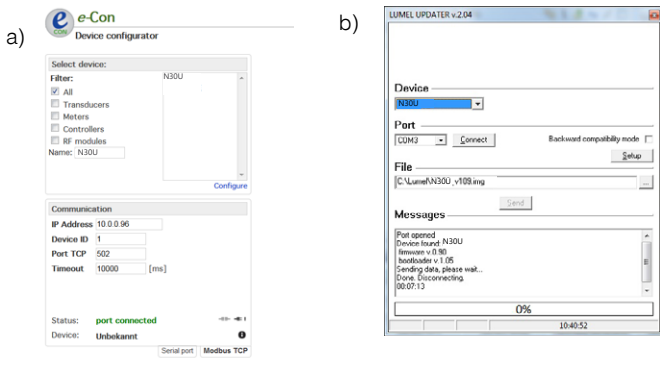 a)
e-Con
CON
Device configurator
Select device:
Filter:
N30U
All
Transducers
Meters
Controllers
RF modules
Name: N30U
Configure
Communication
IP Address 10.0.0.96
Device ID 1
Port TCP 502
Timeout 10000 [ms]
Status: port connected
Device: Unbekannt
Serial port Modbus TCP
b)
LUMEL UPDATER v.2.04
Device
N30U
Port
COM3 Connect Backward compatibility mode
Setup
File
C:\Lumel\N30U_v109.img ...
Send
Messages
Port opened
Device found: N30U
firmware v.0.90
bootloader v.1.05
Sending data, please wait...
Done. Disconnecting.
00:07:13
0%
10:40:52